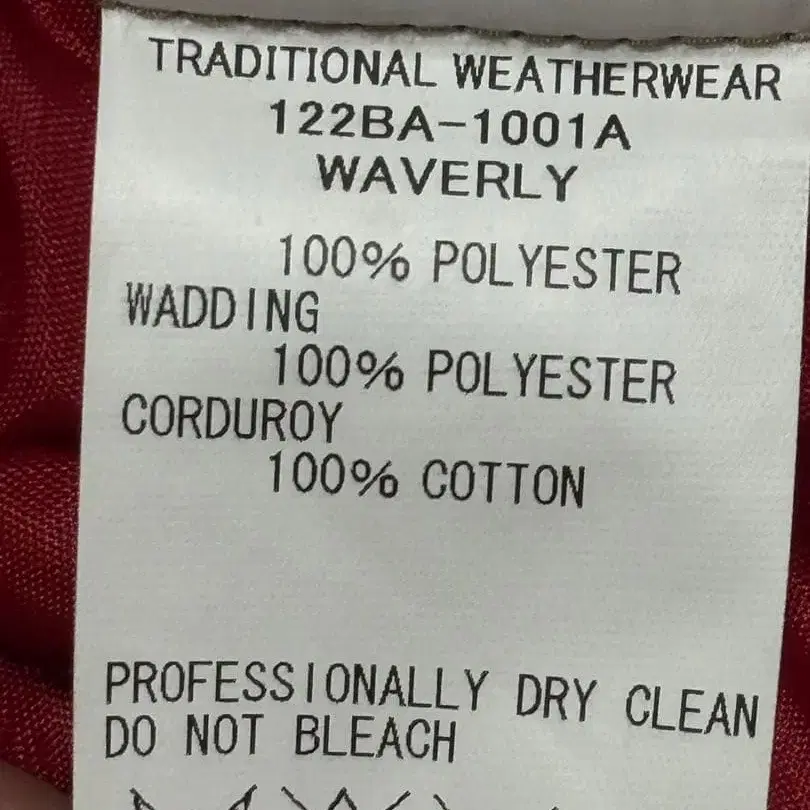 TRADITIONAL WEATHERWEAR
122BA-1001A
WAVERLY
100% POLYESTER
WADDING
100% POLYESTER
CORDUROY
100% COTTON
PROFESSIONALLY DRY CLEAN
DO NOT BLEACH